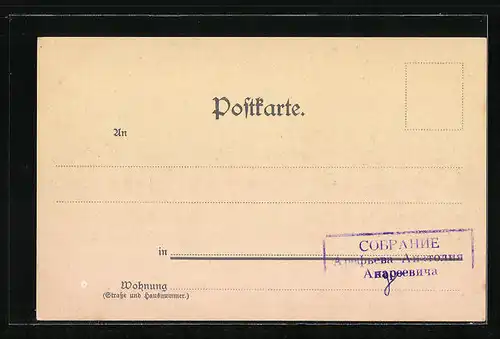 Postkarte.
An
in
СОБРАНИЕ
Анатолия
Андреевича
Wohnung
(Straße und Hausnummer.)